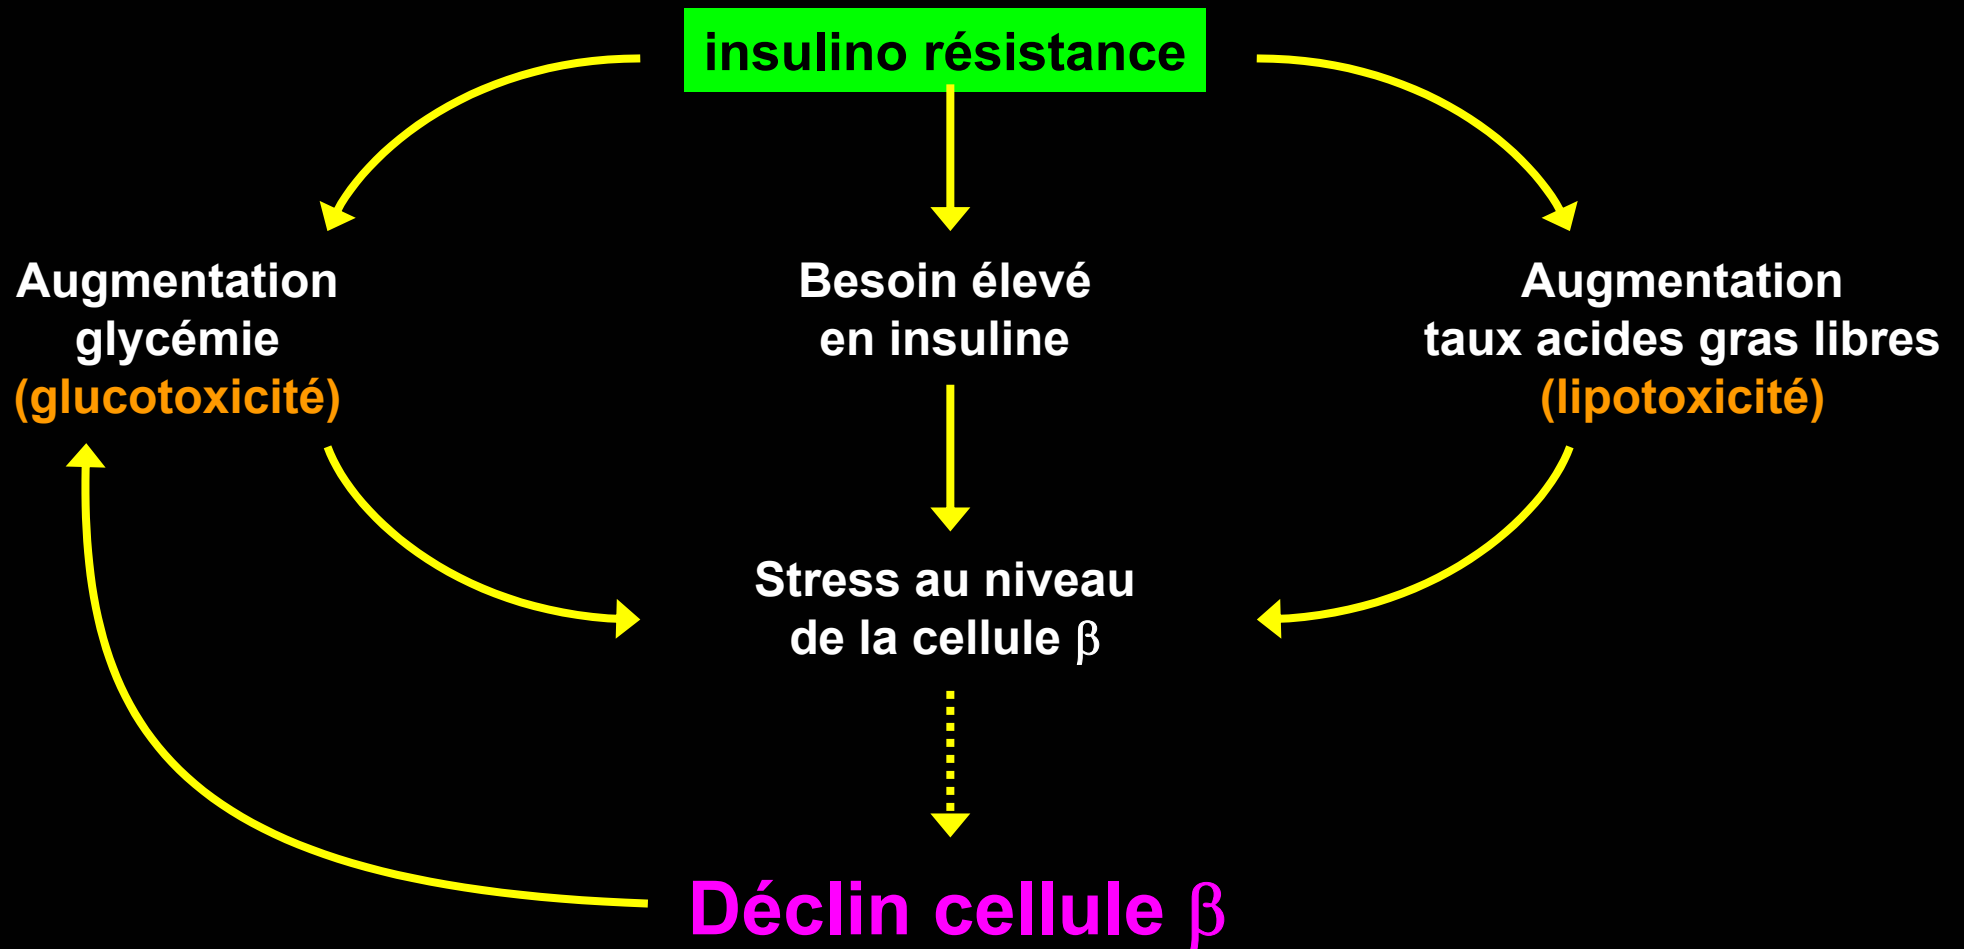 insulino résistance
Augmentation
glycémie
(glucotoxicité)
Besoin élevé
en insuline
Augmentation
taux acides gras libres
(lipotoxicité)
Stress au niveau
de la cellule β
Déclin cellule β